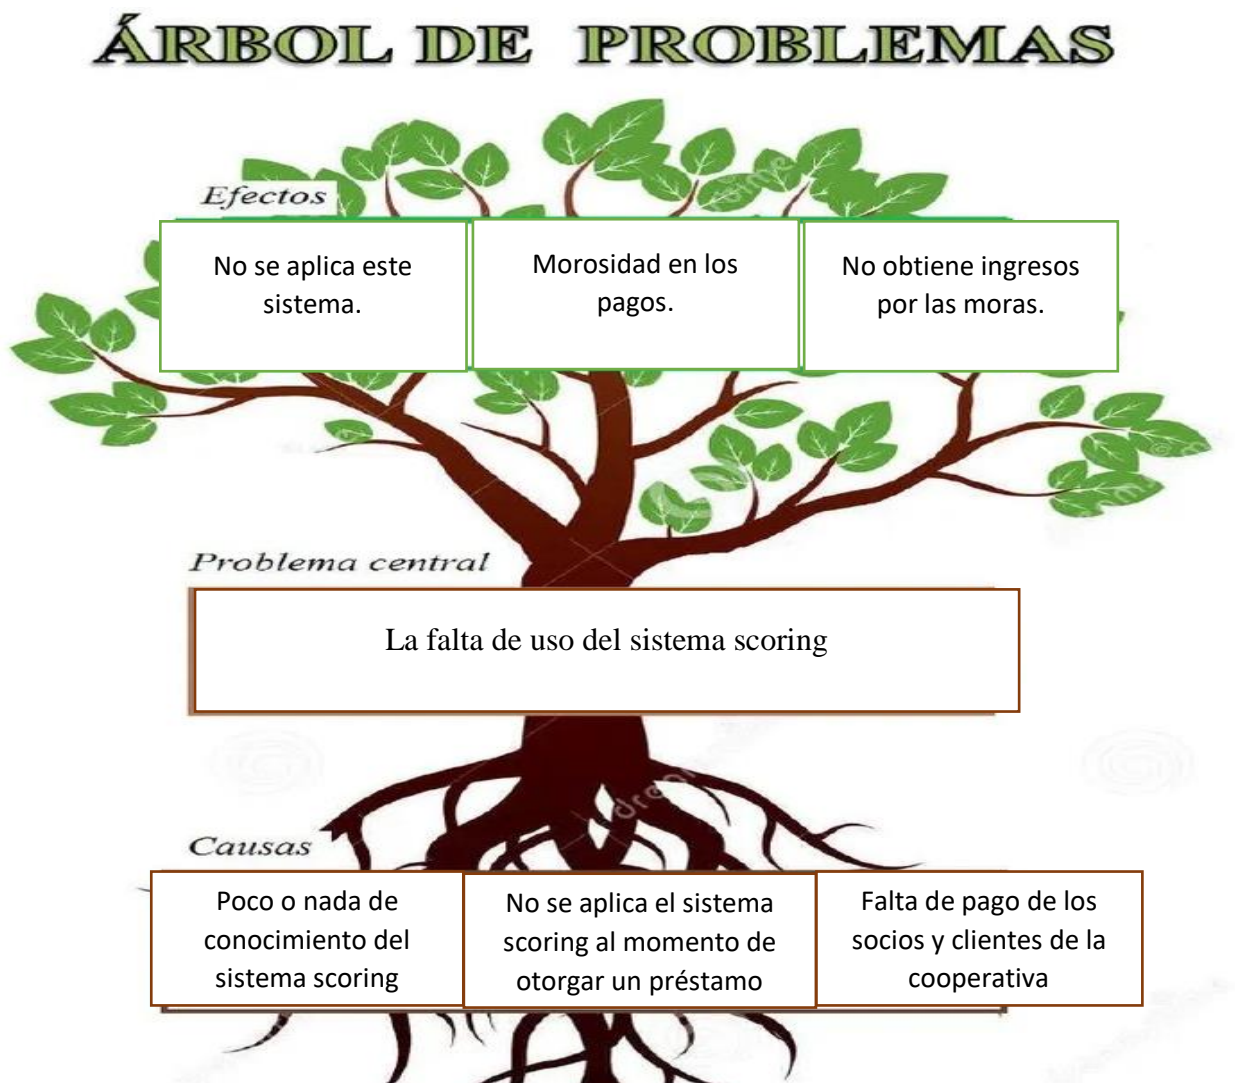 ÁRBOL DE PROBLEMAS
Efectos
No se aplica este
sistema.
Morosidad en los
pagos.
No obtiene ingresos
por las moras.
Problema central
La falta de uso del sistema scoring
Causas
Poco o nada de
conocimiento del
sistema scoring
No se aplica el sistema
scoring al momento de
otorgar un préstamo
Falta de pago de los
socios y clientes de la
cooperativa